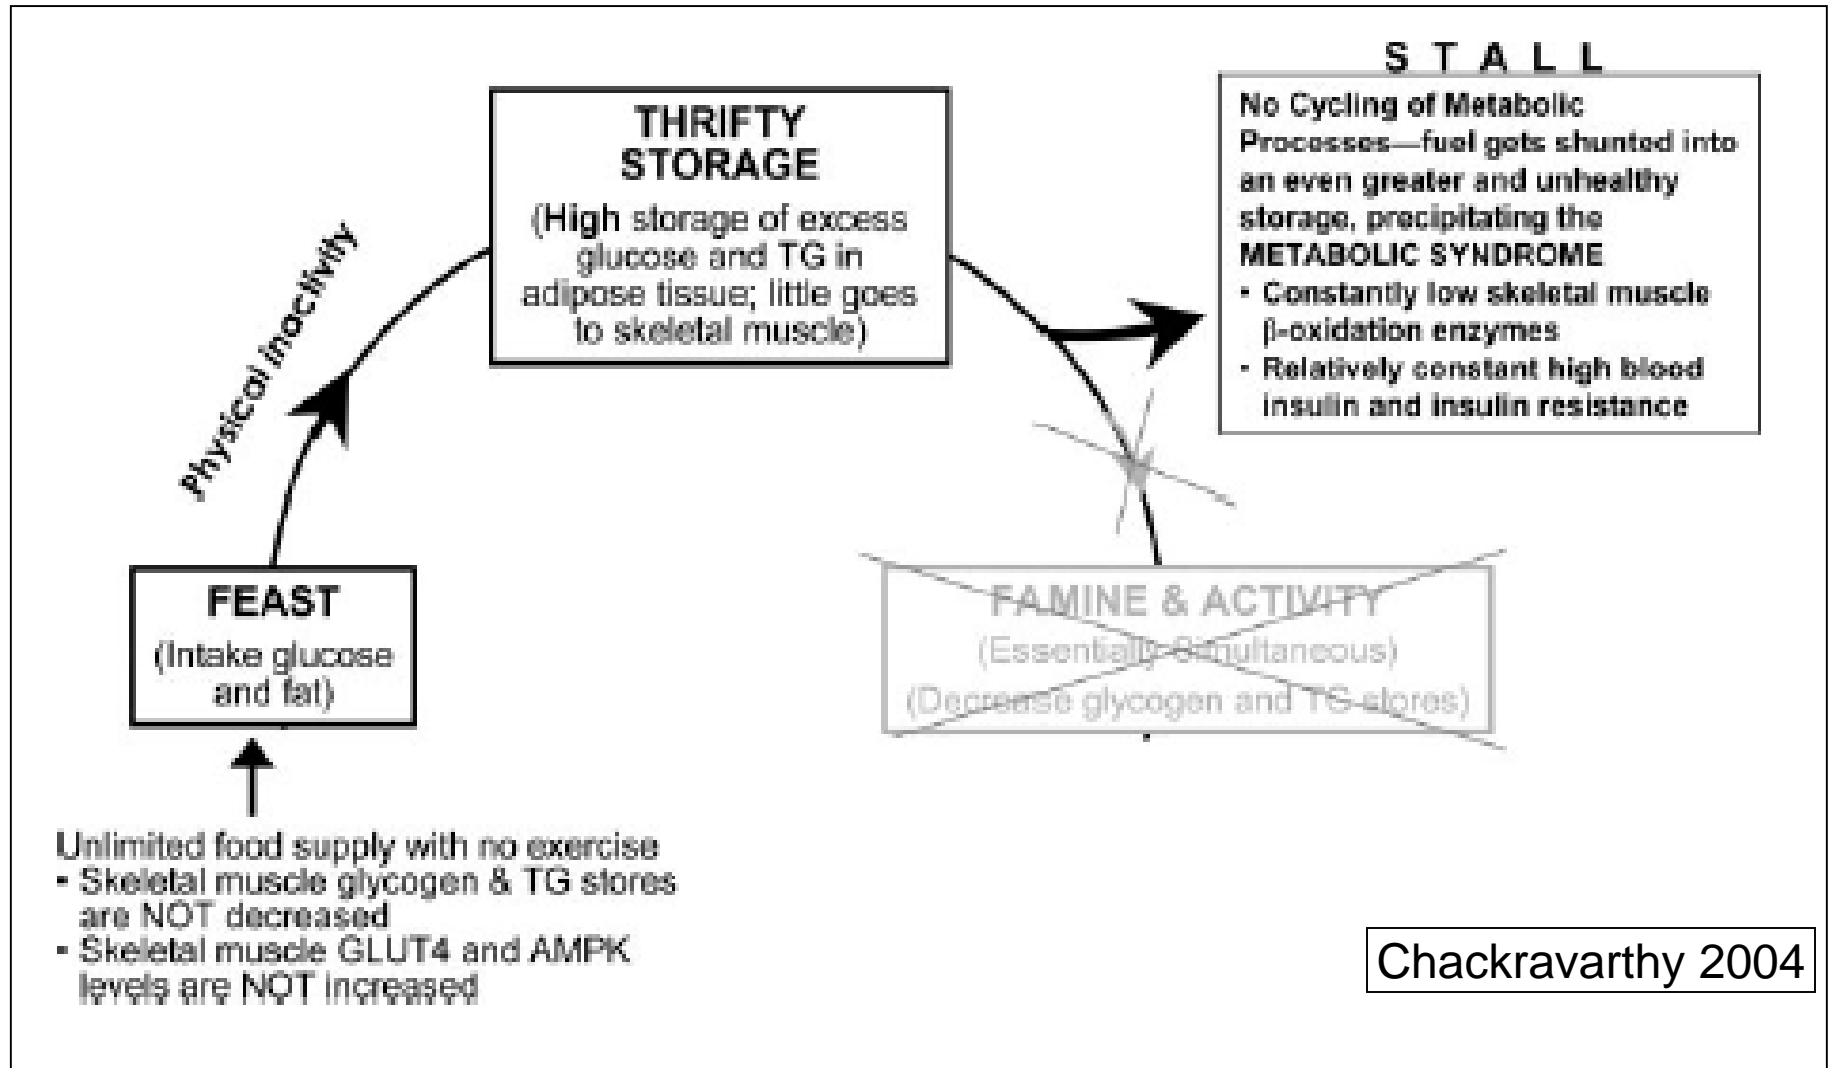 S T A L L
No Cycling of Metabolic
Processes—fuel gets shunted into
an even greater and unhealthy
storage, precipitating the
METABOLIC SYNDROME
• Constantly low skeletal muscle
β-oxidation enzymes
• Relatively constant high blood
insulin and insulin resistance
THRIFTY
STORAGE
(High storage of excess
glucose and TG in
adipose tissue; little goes
to skeletal muscle)
Physical inactivity
FEAST
(Intake glucose
and fat)
FAMINE & ACTIVITY
(Essentially Simultaneous)
(Decrease glycogen and TG stores)
Unlimited food supply with no exercise
• Skeletal muscle glycogen & TG stores
are NOT decreased
• Skeletal muscle GLUT4 and AMPK
levels are NOT increased
Chackravarthy 2004